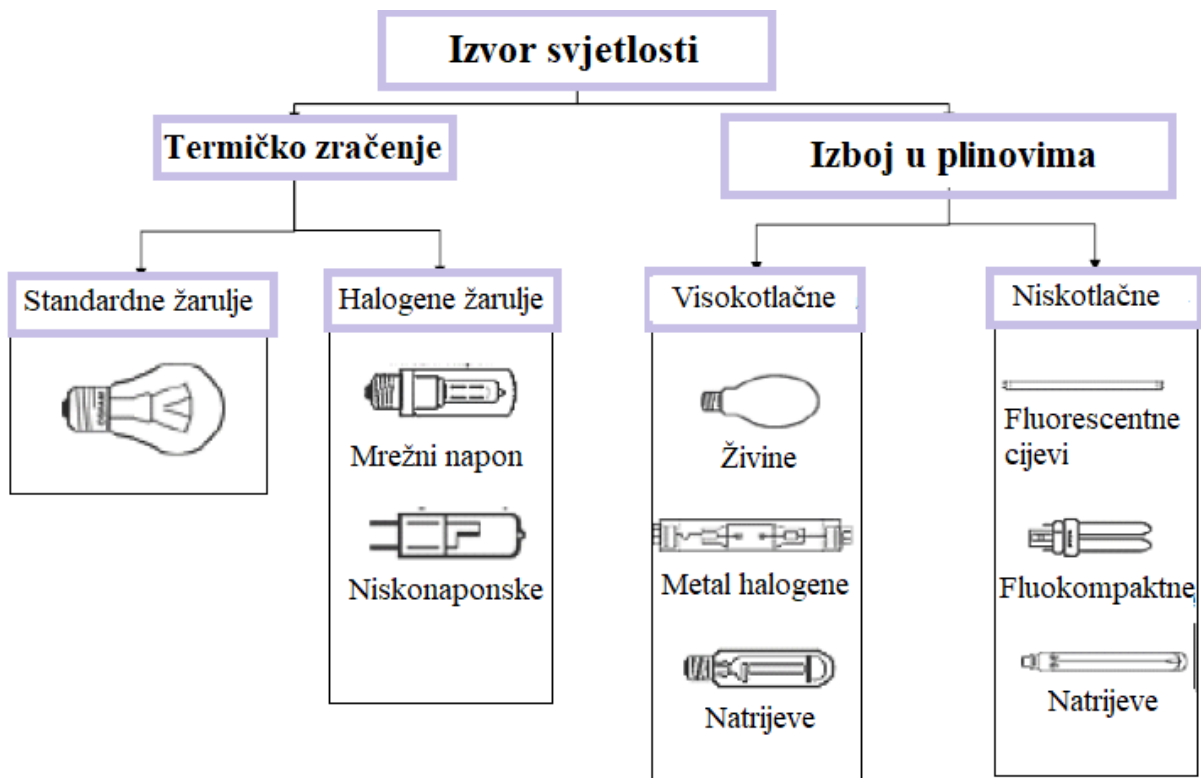 Izvor svjetlosti
Termičko zračenje
Izboj u plinovima
Standardne žarulje
Halogene žarulje
Mrežni napon
Niskonaponske
Visokotlačne
Živine
Metal halogene
Natrijeve
Niskotlačne
Fluorescentne
cijevi
Fluokompaktne
Natrijeve